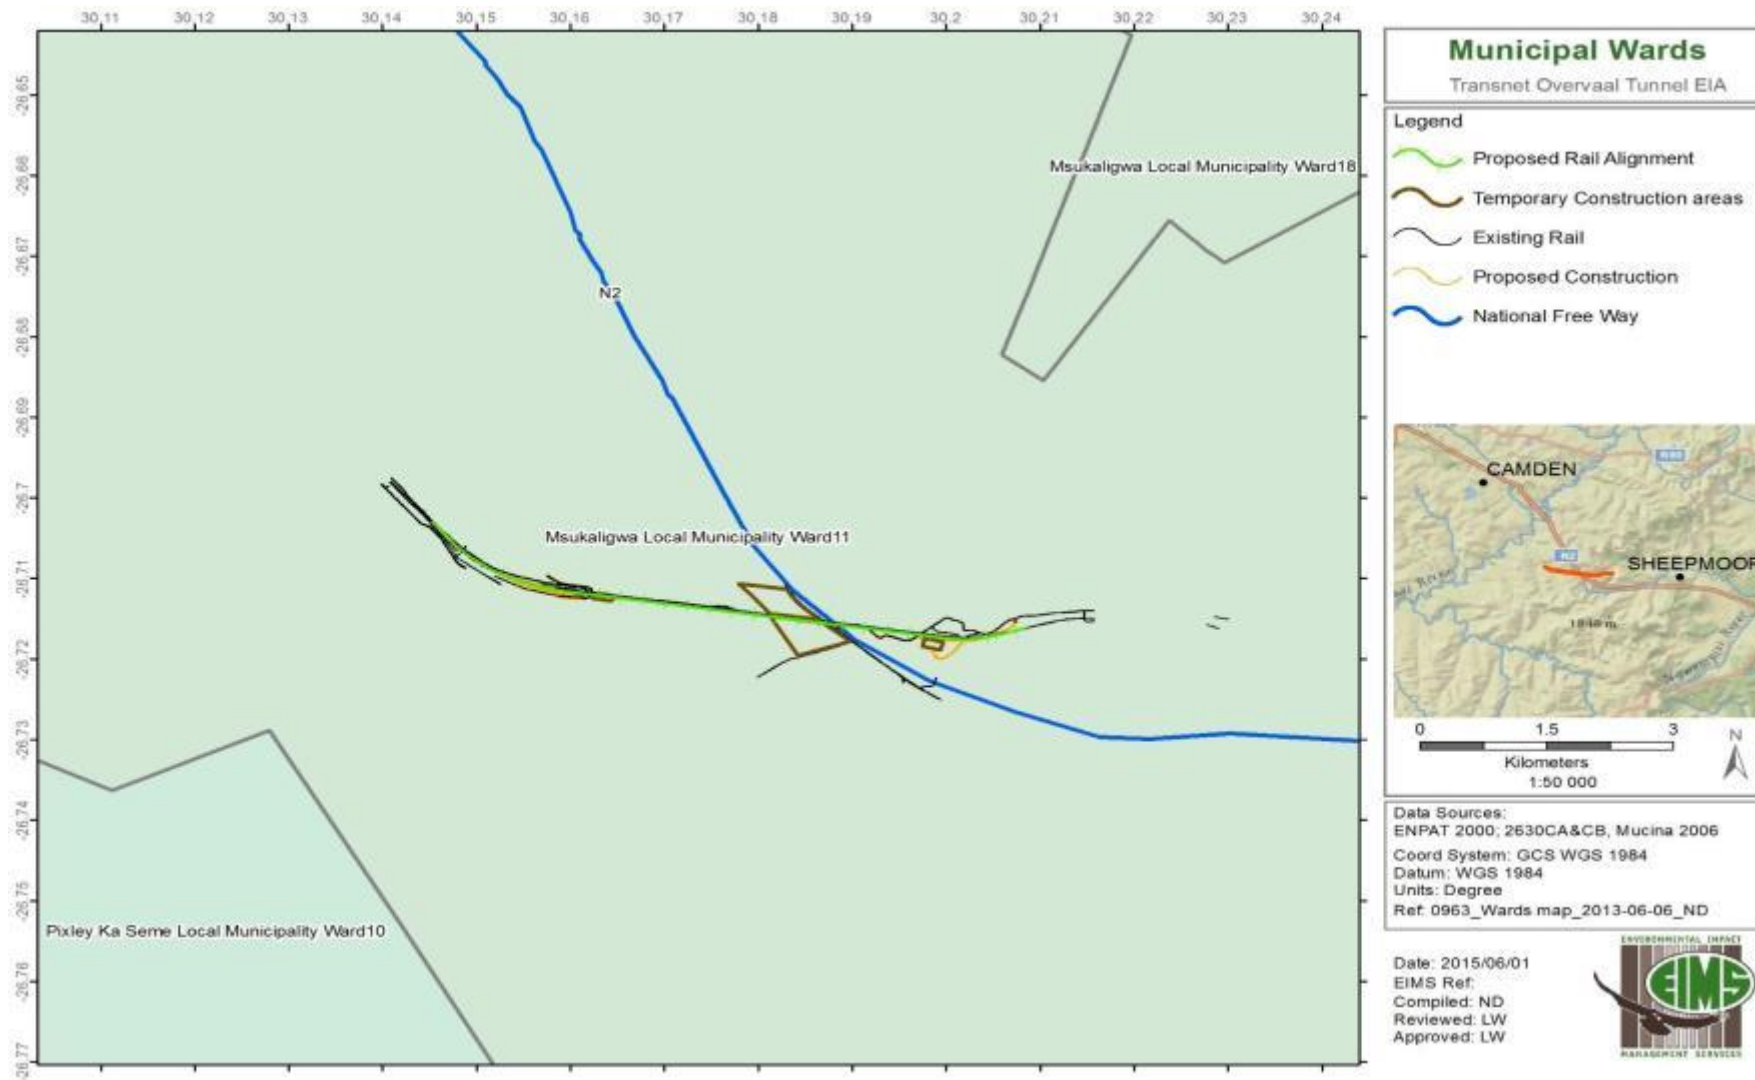 30.11 30.12 30.13 30.14 30.15 30.16 30.17 30.18 30.19 30.2 30.21 30.22 30.23 30.24
-26.65
-26.66
-26.67
-26.68
-26.69
-26.7
-26.71
-26.72
-26.73
-26.74
-26.75
-26.76
-26.77
Msukaligwa Local Municipality Ward18
N2
Msukaligwa Local Municipality Ward11
Pixley Ka Seme Local Municipality Ward10
Municipal Wards
Transnet Overvaal Tunnel EIA
Legend
Proposed Rail Alignment
Temporary Construction areas
Existing Rail
Proposed Construction
National Free Way
CAMDEN
N2
SHEEPMOOR
1848 m
0 1.5 3
Kilometers
1:50 000
N
Data Sources:
ENPAT 2000; 2630CA&CB, Mucina 2006
Coord System: GCS WGS 1984
Datum: WGS 1984
Units: Degree
Ref: 0963_Wards map_2013-06-06_ND
Date: 2015/06/01
EIMS Ref:
Compiled: ND
Reviewed: LW
Approved: LW
ENVIRONMENTAL IMPACT
EIMS
MANAGEMENT SERVICES